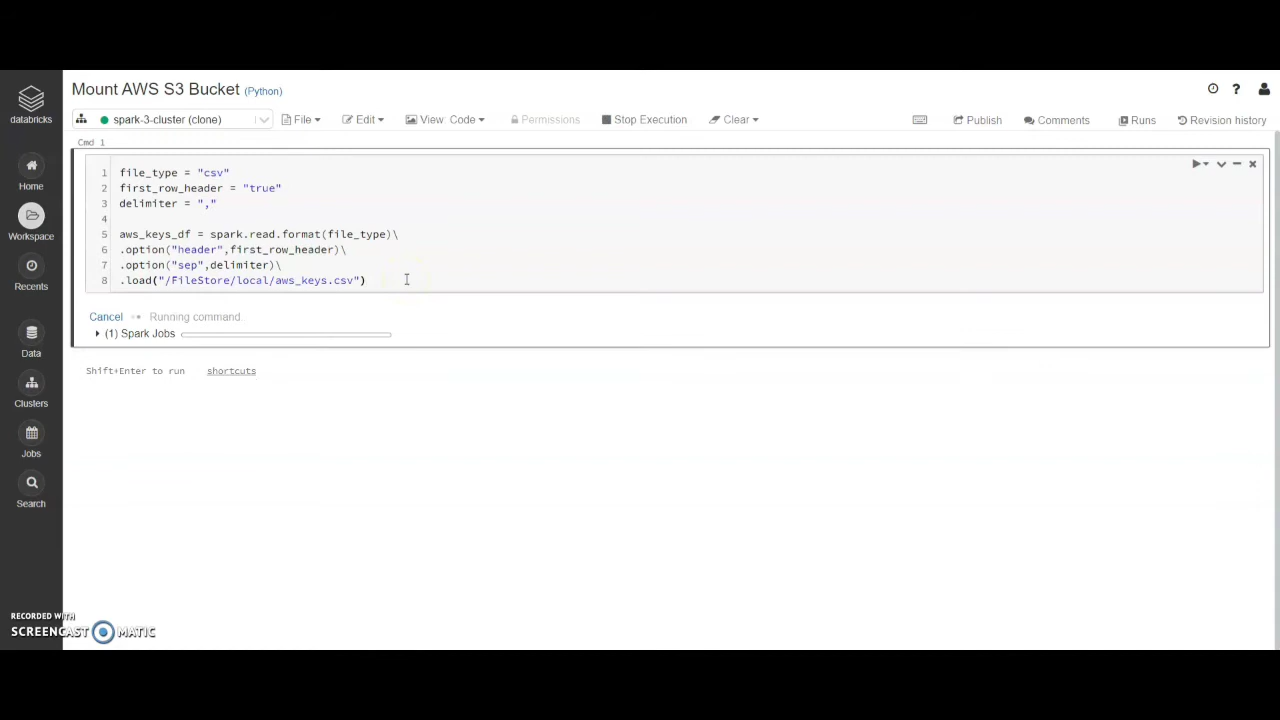 Mount AWS S3 Bucket (Python)
databricks
spark-3-cluster (clone) File Edit View Code Permissions Stop Execution Clear Publish Comments Runs Revision history
Cmd 1
1 file_type = "csv"
2 first_row_header = "true"
3 delimiter = ","
4
5 aws_keys_df = spark.read.format(file_type)\
6 .option("header",first_row_header)\
7 .option("sep",delimiter)\
8 .load("/FileStore/local/aws_keys.csv")
Cancel Running command.
(1) Spark Jobs
Shift+Enter to run shortcuts
Home
Workspace
Recents
Data
Clusters
Jobs
Search
RECORDED WITH
SCREENCAST MATIC